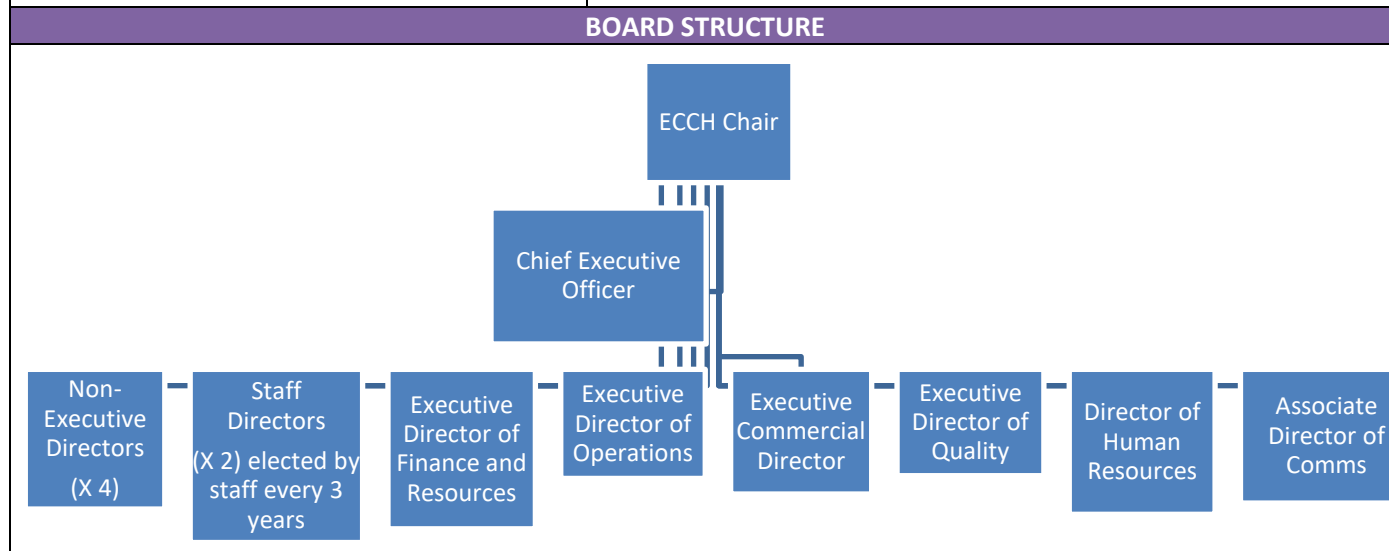 BOARD STRUCTURE
ECCH Chair
Chief Executive
Officer
Non-
Executive
Directors
(X 4)
Staff
Directors
(X 2) elected by
staff every 3
years
Executive
Director of
Finance and
Resources
Executive
Director of
Operations
Executive
Commercial
Director
Executive
Director of
Quality
Director of
Human
Resources
Associate
Director of
Comms